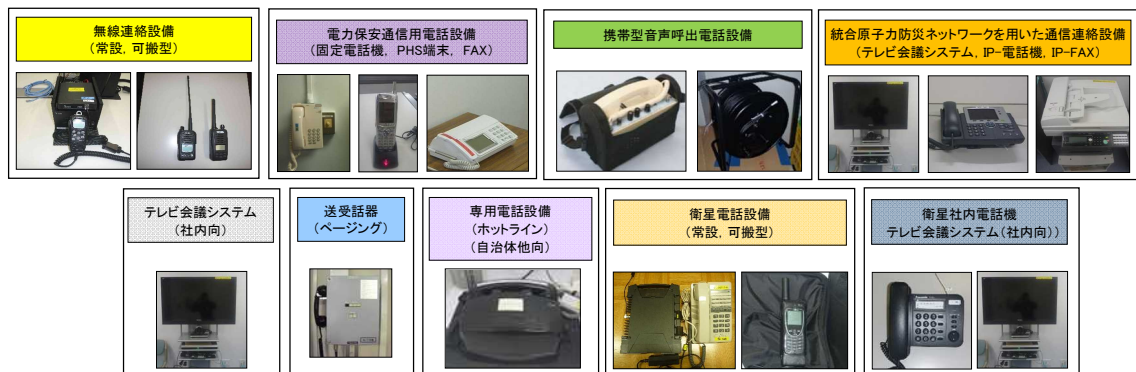 無線連絡設備
(常設, 可搬型)
電力保安通信用電話設備
(固定電話機, PHS端末, FAX)
携帯型音声呼出電話設備
統合原子力防災ネットワークを用いた通信連絡設備
(テレビ会議システム, IP-電話機, IP-FAX)
テレビ会議システム
(社内向)
送受話器
(ページング)
専用電話設備
(ホットライン)
(自治体他向)
衛星電話設備
(常設, 可搬型)
衛星社内電話機
テレビ会議システム(社内向))